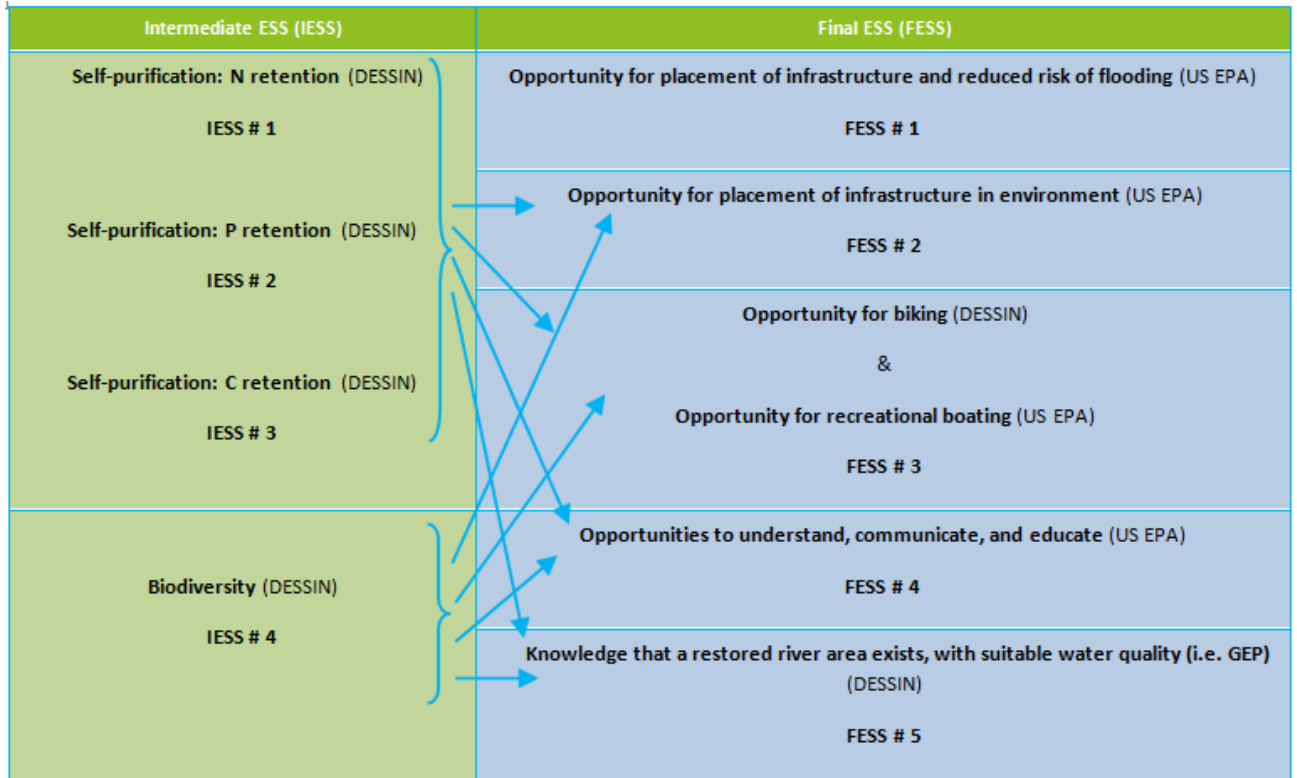 Intermediate ESS (IESS)
Final ESS (FESS)
Self-purification: N retention (DESSIN)
IESS # 1
Self-purification: P retention (DESSIN)
IESS # 2
Self-purification: C retention (DESSIN)
IESS # 3
Biodiversity (DESSIN)
IESS # 4
Opportunity for placement of infrastructure and reduced risk of flooding (US EPA)
FESS # 1
Opportunity for placement of infrastructure in environment (US EPA)
FESS # 2
Opportunity for biking (DESSIN)
&
Opportunity for recreational boating (US EPA)
FESS # 3
Opportunities to understand, communicate, and educate (US EPA)
FESS # 4
Knowledge that a restored river area exists, with suitable water quality (i.e. GEP)
(DESSIN)
FESS # 5